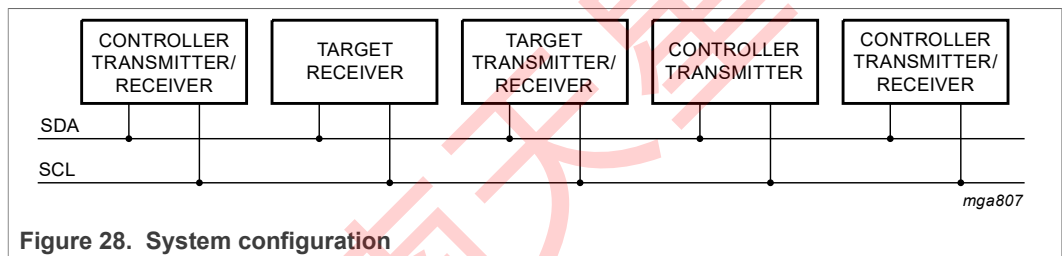 CONTROLLER
TRANSMITTER/
RECEIVER
TARGET
RECEIVER
TARGET
TRANSMITTER/
RECEIVER
CONTROLLER
TRANSMITTER
CONTROLLER
TRANSMITTER/
RECEIVER
SDA
SCL
mga807
Figure 28. System configuration